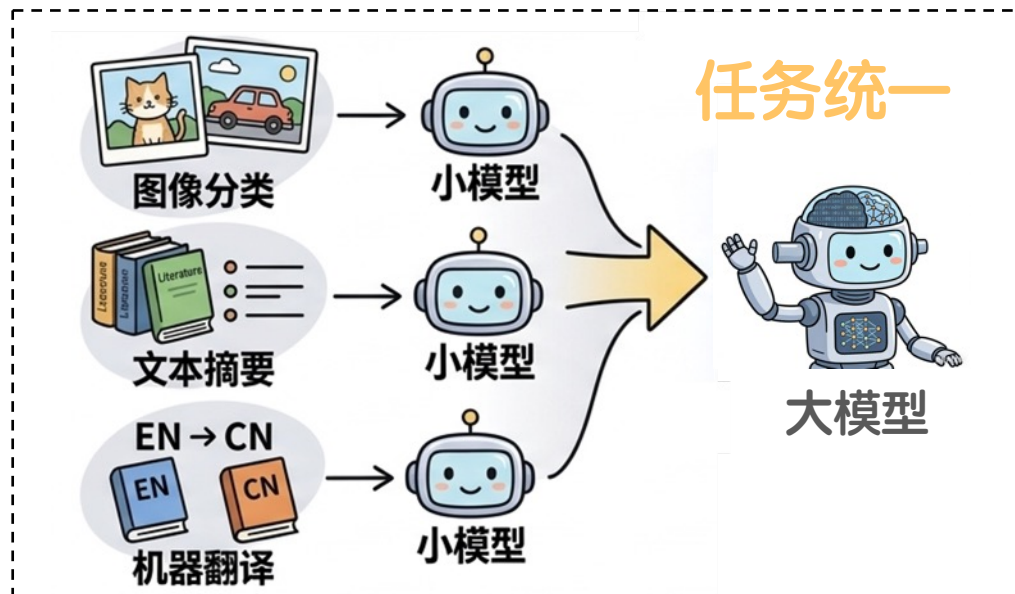 任务统一
图像分类
小模型
Literature
文本摘要
小模型
EN→CN
EN
CN
机器翻译
小模型
大模型